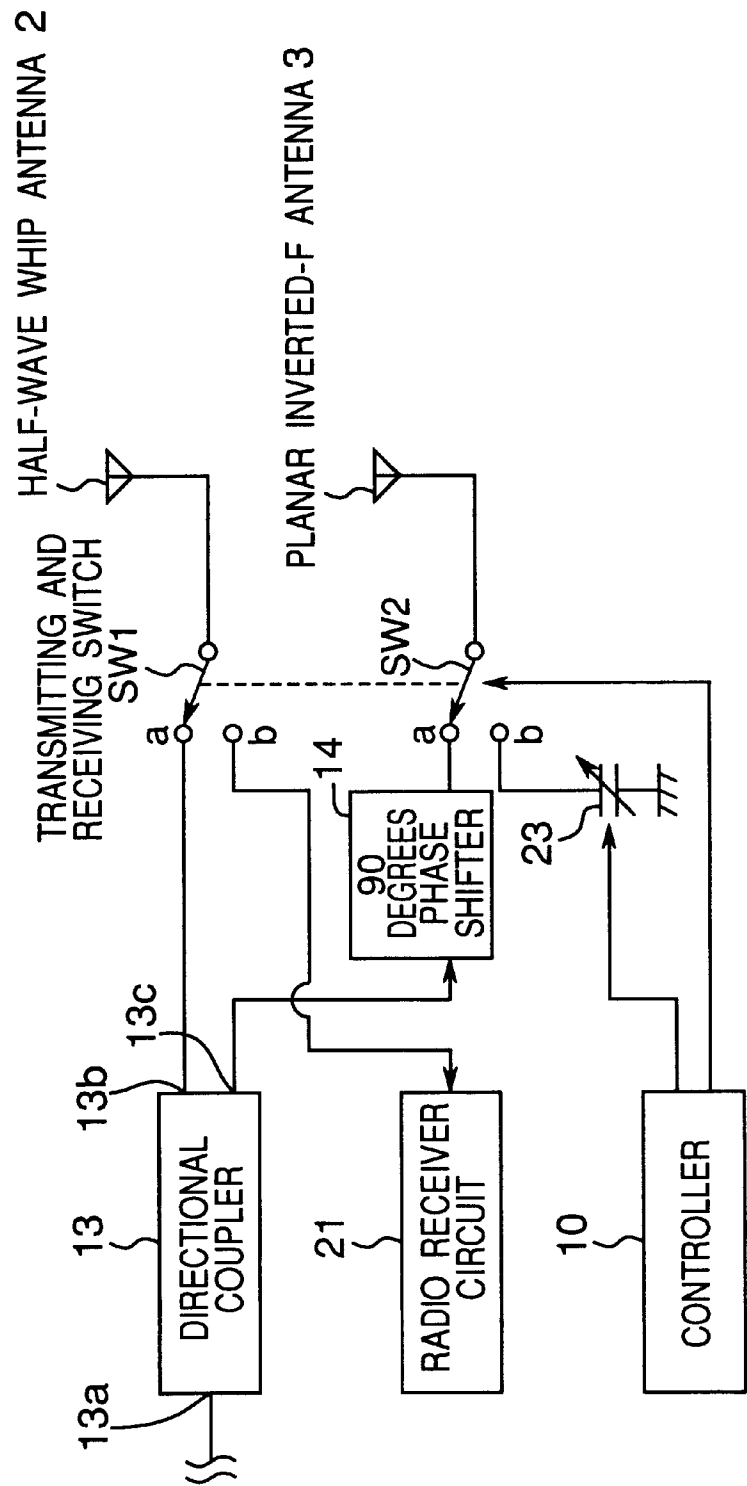 HALF-WAVE WHIP ANTENNA 2
TRANSMITTING AND
RECEIVING SWITCH
SW1
a
b
PLANAR INVERTED-F ANTENNA 3
SW2
a
b
13
13a
13b
13c
DIRECTIONAL
COUPLER
14
90
DEGREES
PHASE
SHIFTER
21
RADIO RECEIVER
CIRCUIT
23
10
CONTROLLER